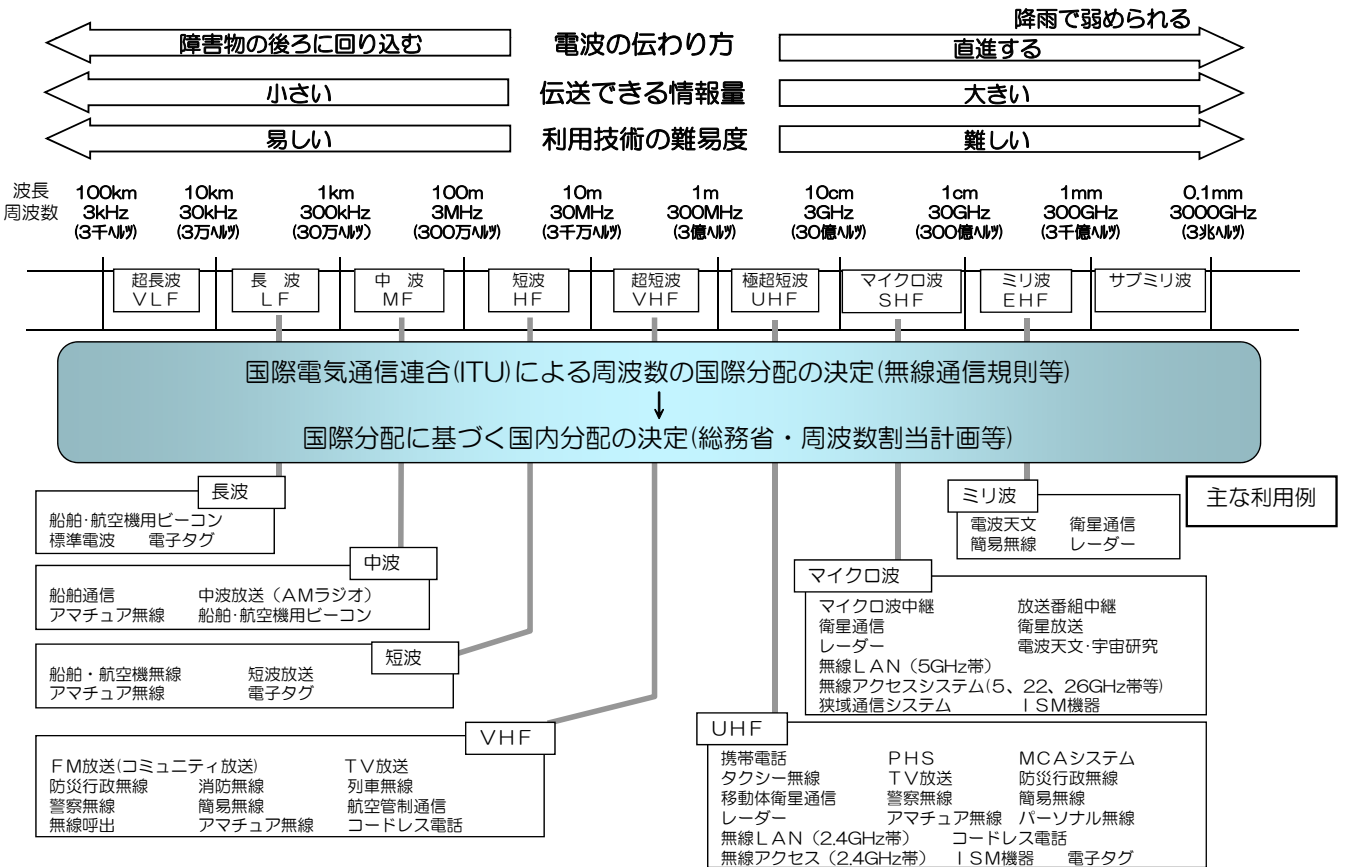 降雨で弱められる
障害物の後ろに回り込む 電波の伝わり方 直進する
小さい 伝送できる情報量 大きい
易しい 利用技術の難易度 難しい
波長 100km 10km 1km 100m 10m 1m 10cm 1cm 1mm 0.1mm
周波数 3kHz 30kHz 300kHz 3MHz 30MHz 300MHz 3GHz 30GHz 300GHz 3000GHz
(3千ヘルツ) (3万ヘルツ) (30万ヘルツ) (300万ヘルツ) (3千万ヘルツ) (3億ヘルツ) (30億ヘルツ) (300億ヘルツ) (3千億ヘルツ) (3兆ヘルツ)
超長波 長 波 中 波 短波 超短波 極超短波 マイクロ波 ミリ波 サブミリ波
VLF LF MF HF VHF UHF SHF EHF
国際電気通信連合(ITU)による周波数の国際分配の決定(無線通信規則等)
↓
国際分配に基づく国内分配の決定(総務省・周波数割当計画等)
主な利用例
長波
船舶・航空機用ビーコン
標準電波 電子タグ
中波
船舶通信 中波放送(AMラジオ)
アマチュア無線 船舶・航空機用ビーコン
短波
船舶・航空機無線 短波放送
アマチュア無線 電子タグ
VHF
FM放送(コミュニティ放送) TV放送
防災行政無線 消防無線 列車無線
警察無線 簡易無線 航空管制通信
無線呼出 アマチュア無線 コードレス電話
UHF
携帯電話 PHS MCAシステム
タクシー無線 TV放送 防災行政無線
移動体衛星通信 警察無線 簡易無線
レーダー アマチュア無線 パーソナル無線
無線LAN(2.4GHz帯) コードレス電話
無線アクセス(2.4GHz帯) ISM機器 電子タグ
マイクロ波
マイクロ波中継 放送番組中継
衛星通信 衛星放送
レーダー 電波天文・宇宙研究
無線LAN(5GHz帯)
無線アクセスシステム(5、22、26GHz帯等)
狭域通信システム ISM機器
ミリ波
電波天文 衛星通信
簡易無線 レーダー